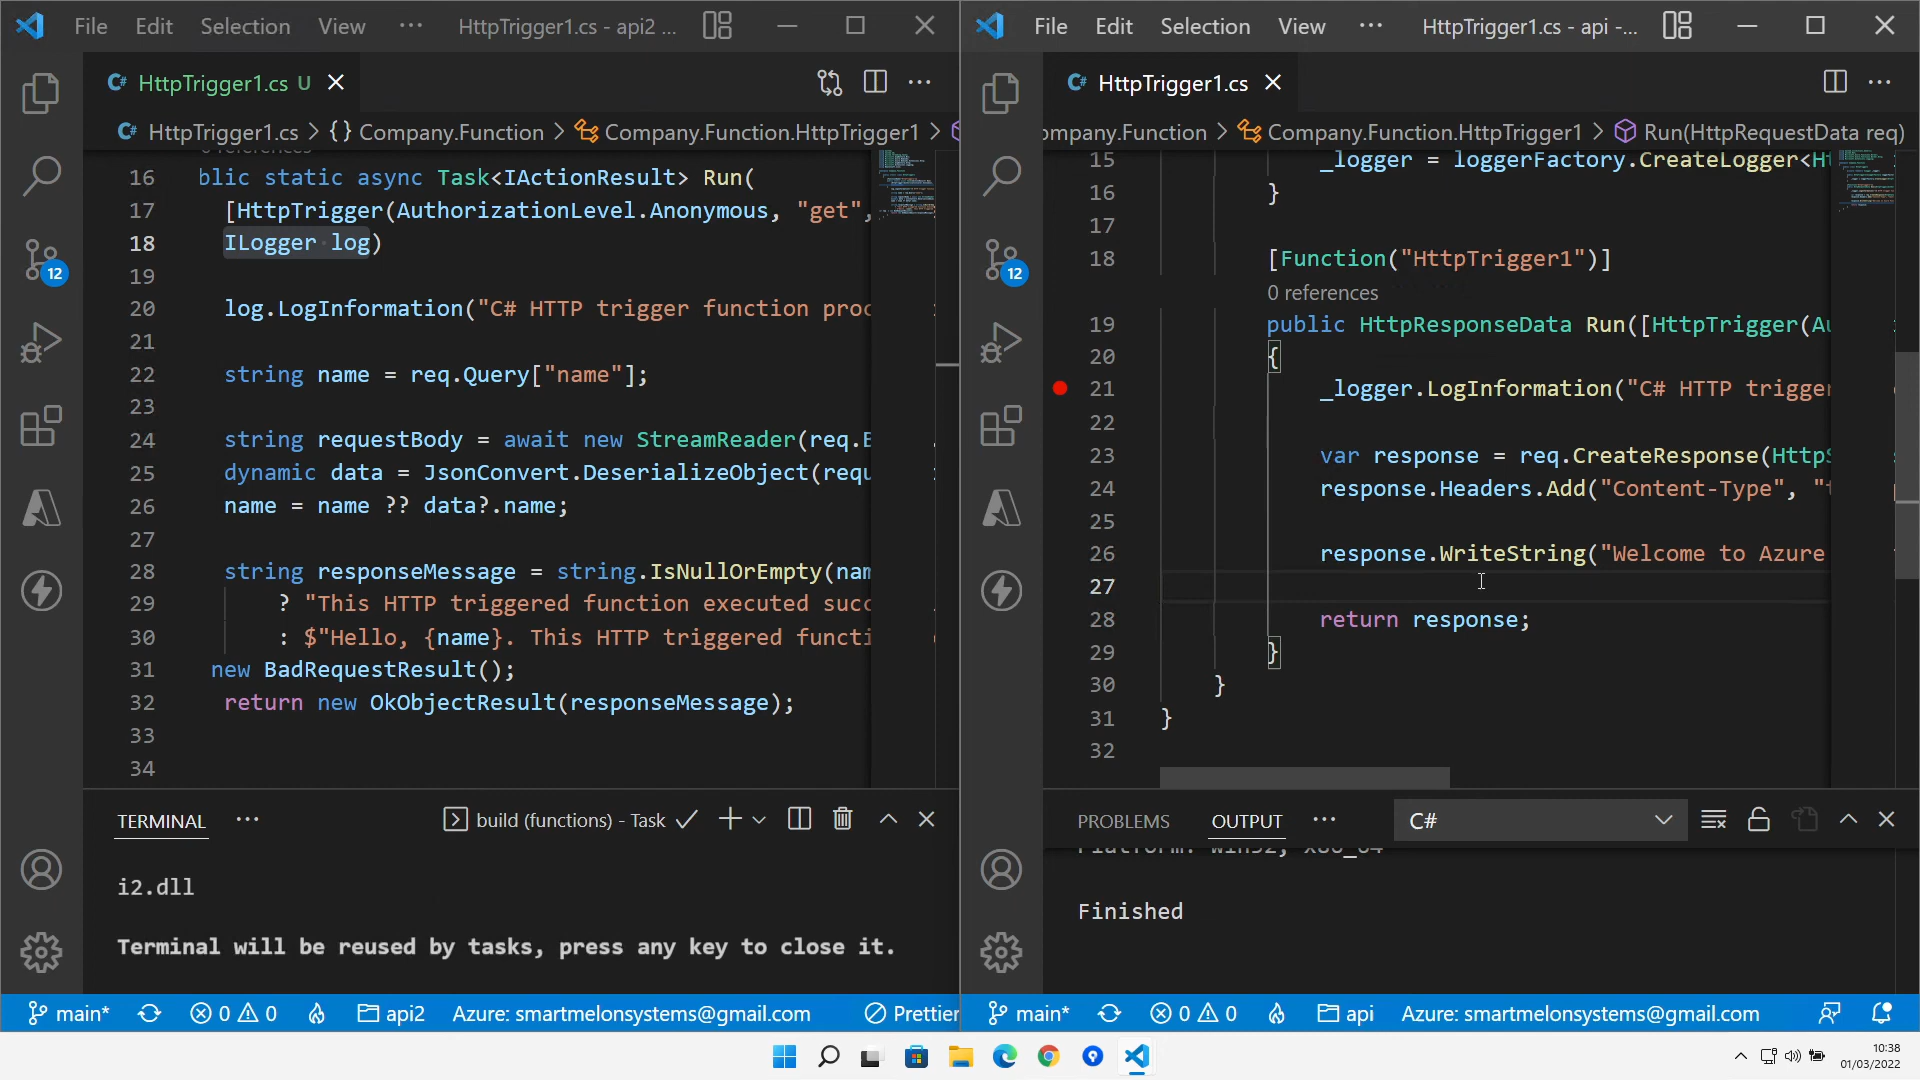 File Edit Selection View ··· HttpTrigger1.cs - api2 ...
HttpTrigger1.cs U
HttpTrigger1.cs > {} Company.Function > Company.Function.HttpTrigger1 >
16 blic static async Task<IActionResult> Run(
17 [HttpTrigger(AuthorizationLevel.Anonymous, "get",
18 ILogger log)
19
20 log.LogInformation("C# HTTP trigger function proc
21
22 string name = req.Query["name"];
23
24 string requestBody = await new StreamReader(req.B
25 dynamic data = JsonConvert.DeserializeObject(requ
26 name = name ?? data?.name;
27
28 string responseMessage = string.IsNullOrEmpty(nam
29 ? "This HTTP triggered function executed succ
30 : $"Hello, {name}. This HTTP triggered functi
31 new BadRequestResult();
32 return new OkObjectResult(responseMessage);
33
34
TERMINAL ··· build (functions) - Task
i2.dll
Terminal will be reused by tasks, press any key to close it.
12
main* 0 0 api2 Azure: smartmelonsystems@gmail.com Prettier
File Edit Selection View ··· HttpTrigger1.cs - api -...
HttpTrigger1.cs
ompany.Function > Company.Function.HttpTrigger1 > Run(HttpRequestData req)
15 _logger = loggerFactory.CreateLogger<Ht
16 }
17
18 [Function("HttpTrigger1")]
0 references
19 public HttpResponseData Run([HttpTrigger(Au
20 {
21 _logger.LogInformation("C# HTTP trigger
22
23 var response = req.CreateResponse(HttpS
24 response.Headers.Add("Content-Type", "t
25
26 response.WriteString("Welcome to Azure
27
28 return response;
29 }
30 }
31 }
32
PROBLEMS OUTPUT ··· C#
Platform: win32, x86_64
Finished
12
main* 0 0 api Azure: smartmelonsystems@gmail.com
10:38
01/03/2022